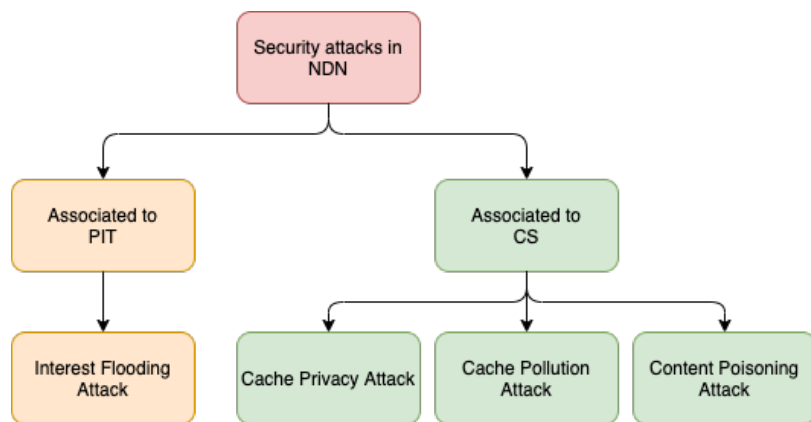 Security attacks in
NDN
Associated to
PIT
Associated to
CS
Interest Flooding
Attack
Cache Privacy Attack
Cache Pollution
Attack
Content Poisoning
Attack